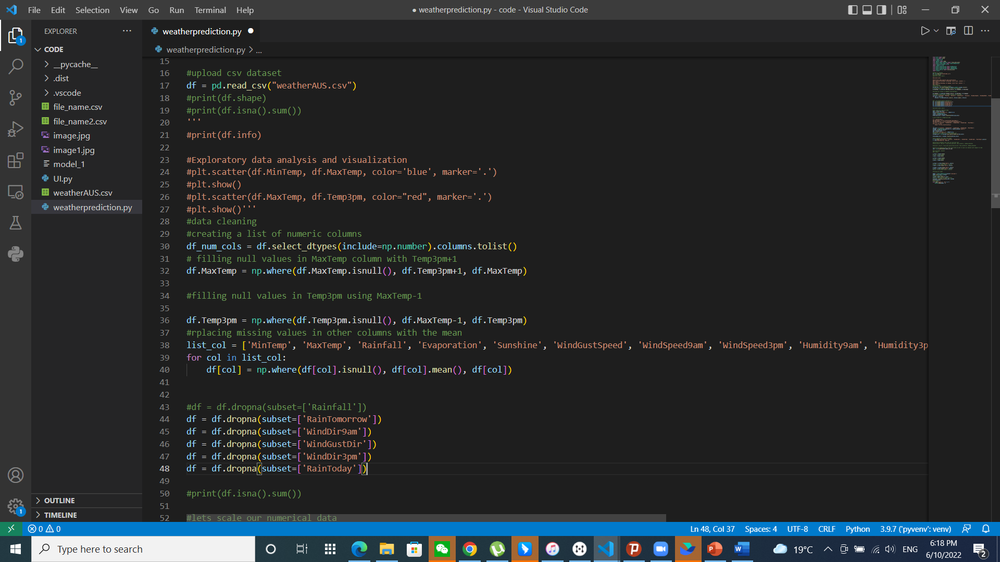 File Edit Selection View Go Run Terminal Help
● weatherprediction.py - code - Visual Studio Code
EXPLORER
weatherprediction.py
CODE
weatherprediction.py > ...
__pycache__
.dist
.vscode
file_name.csv
file_name2.csv
image.jpg
image1.jpg
model_1
UI.py
weatherAUS.csv
weatherprediction.py
OUTLINE
TIMELINE
15
16 #upload csv dataset
17 df = pd.read_csv("weatherAUS.csv")
18 #print(df.shape)
19 #print(df.isna().sum())
20 '''
21 #print(df.info)
22
23 #Exploratory data analysis and visualization
24 #plt.scatter(df.MinTemp, df.MaxTemp, color='blue', marker='.')
25 #plt.show()
26 #plt.scatter(df.MaxTemp, df.Temp3pm, color="red", marker='.')
27 #plt.show()'''
28 #data cleaning
29 #creating a list of numeric columns
30 df_num_cols = df.select_dtypes(include=np.number).columns.tolist()
31 # filling null values in MaxTemp column with Temp3pm+1
32 df.MaxTemp = np.where(df.MaxTemp.isnull(), df.Temp3pm+1, df.MaxTemp)
33
34 #filling null values in Temp3pm using MaxTemp-1
35
36 df.Temp3pm = np.where(df.Temp3pm.isnull(), df.MaxTemp-1, df.Temp3pm)
37 #rplacing missing values in other columns with the mean
38 list_col = ['MinTemp', 'MaxTemp', 'Rainfall', 'Evaporation', 'Sunshine', 'WindGustSpeed', 'WindSpeed9am', 'WindSpeed3pm', 'Humidity9am', 'Humidity3p
39 for col in list_col:
40 df[col] = np.where(df[col].isnull(), df[col].mean(), df[col])
41
42
43 #df = df.dropna(subset=['Rainfall'])
44 df = df.dropna(subset=['RainTomorrow'])
45 df = df.dropna(subset=['WindDir9am'])
46 df = df.dropna(subset=['WindGustDir'])
47 df = df.dropna(subset=['WindDir3pm'])
48 df = df.dropna(subset=['RainToday'])
49
50 #print(df.isna().sum())
51
52 #lets scale our numerical data
0 0 Ln 48, Col 37 Spaces: 4 UTF-8 CRLF Python 3.9.7 ('pyvenv': venv)
Type here to search
19°C ENG
6:18 PM
6/10/2022
2